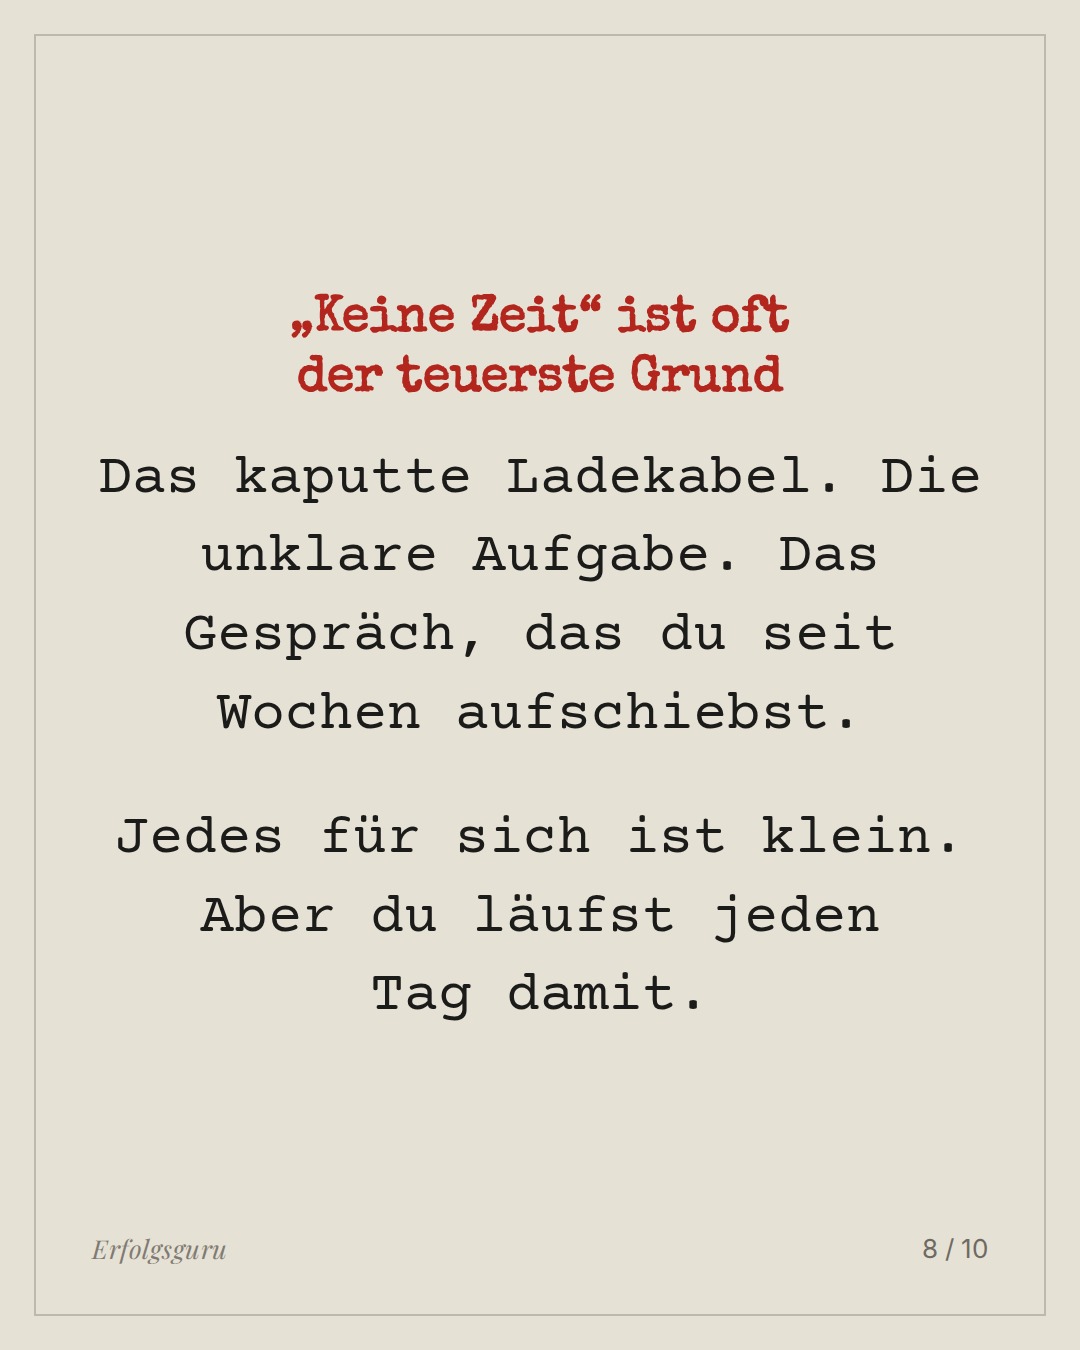 „Keine Zeit“ ist oft
der teuerste Grund
Das kaputte Ladekabel. Die
unklare Aufgabe. Das
Gespräch, das du seit
Wochen aufschiebst.
Jedes für sich ist klein.
Aber du läufst jeden
Tag damit.
Erfolgsguru
8 / 10